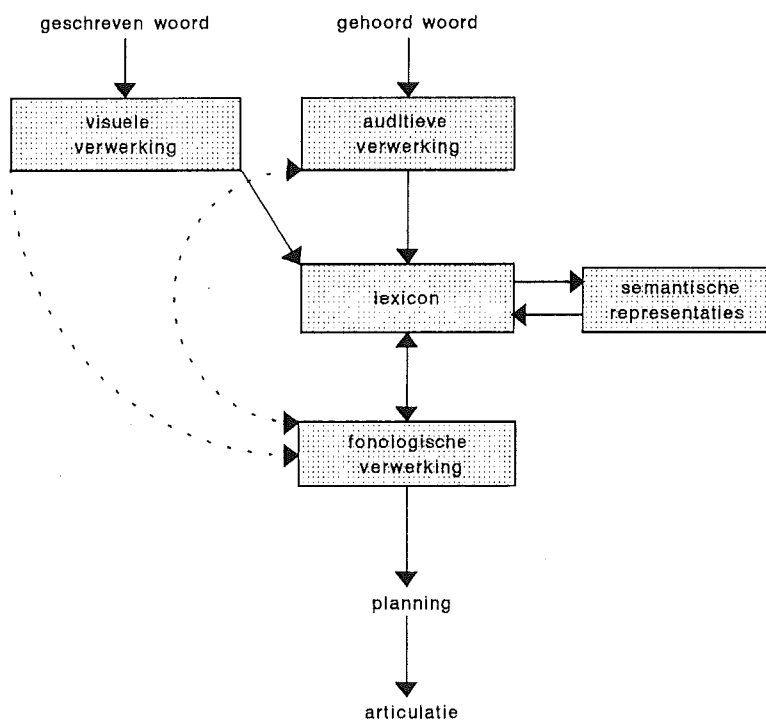 geschreven woord
gehoord woord
visuele
verwerking
auditieve
verwerking
lexicon
semantische
representaties
fonologische
verwerking
planning
articulatie